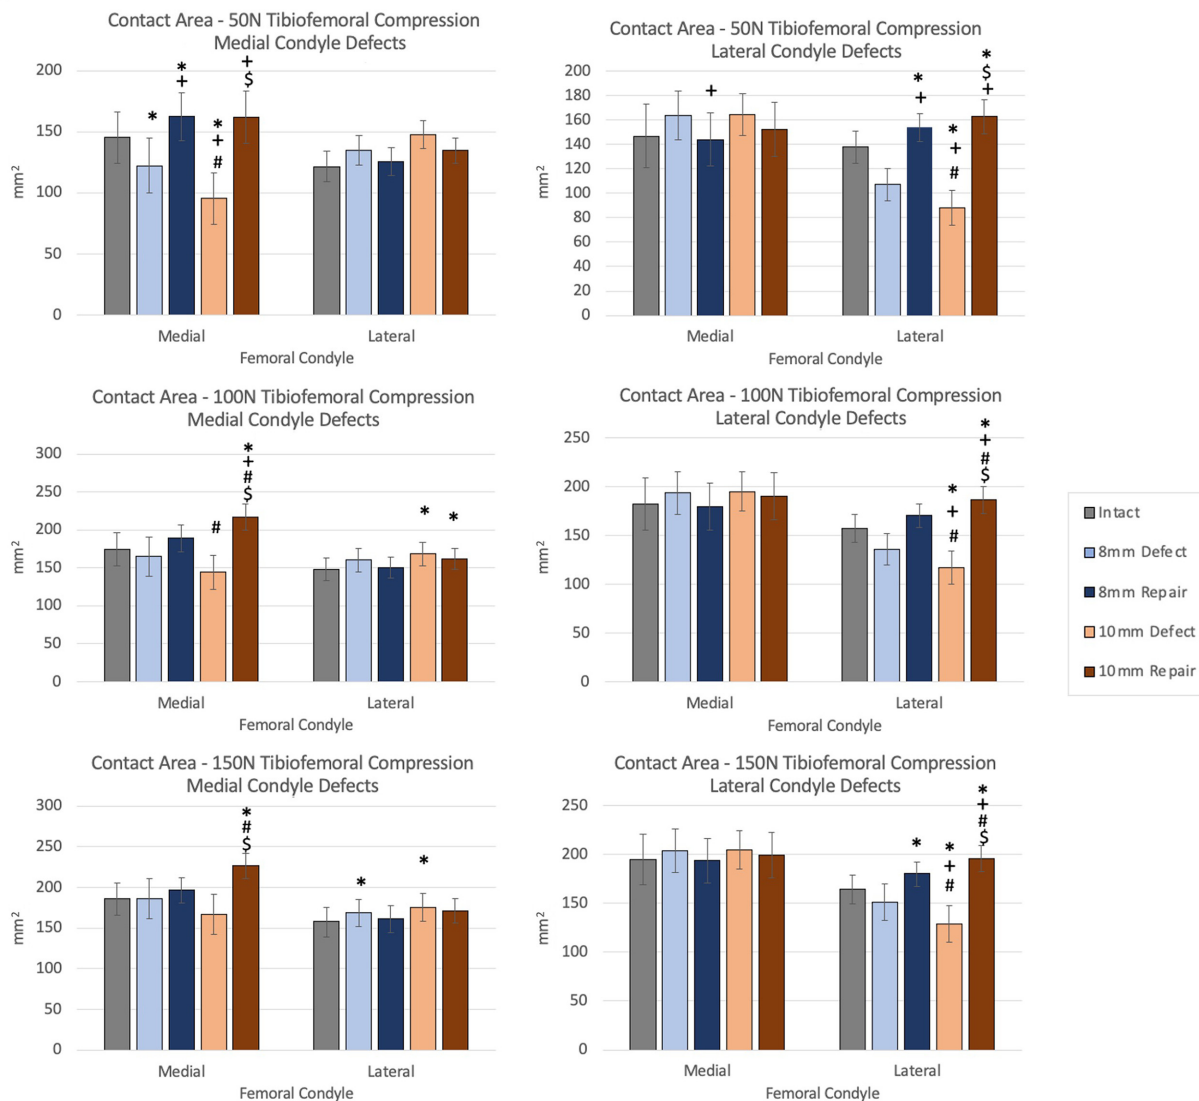 Contact Area - 50N Tibiofemoral Compression
Medial Condyle Defects
200
150
100
50
0
mm²
*
*
+
*
+
#
+
$
Medial
Lateral
Femoral Condyle
Contact Area - 50N Tibiofemoral Compression
Lateral Condyle Defects
200
180
160
140
120
100
80
60
40
20
0
mm²
+
*
+
*
+
#
*
$
+
Medial
Lateral
Femoral Condyle
Contact Area - 100N Tibiofemoral Compression
Medial Condyle Defects
300
250
200
150
100
50
0
mm²
#
*
+
#
$
*
*
Medial
Lateral
Femoral Condyle
Contact Area - 100N Tibiofemoral Compression
Lateral Condyle Defects
250
200
150
100
50
0
mm²
*
+
#
*
+
#
$
Medial
Lateral
Femoral Condyle
Intact
8mm Defect
8mm Repair
10mm Defect
10mm Repair
Contact Area - 150N Tibiofemoral Compression
Medial Condyle Defects
300
250
200
150
100
50
0
mm²
*
#
$
*
*
Medial
Lateral
Femoral Condyle
Contact Area - 150N Tibiofemoral Compression
Lateral Condyle Defects
250
200
150
100
50
0
mm²
*
*
+
#
*
+
#
$
Medial
Lateral
Femoral Condyle